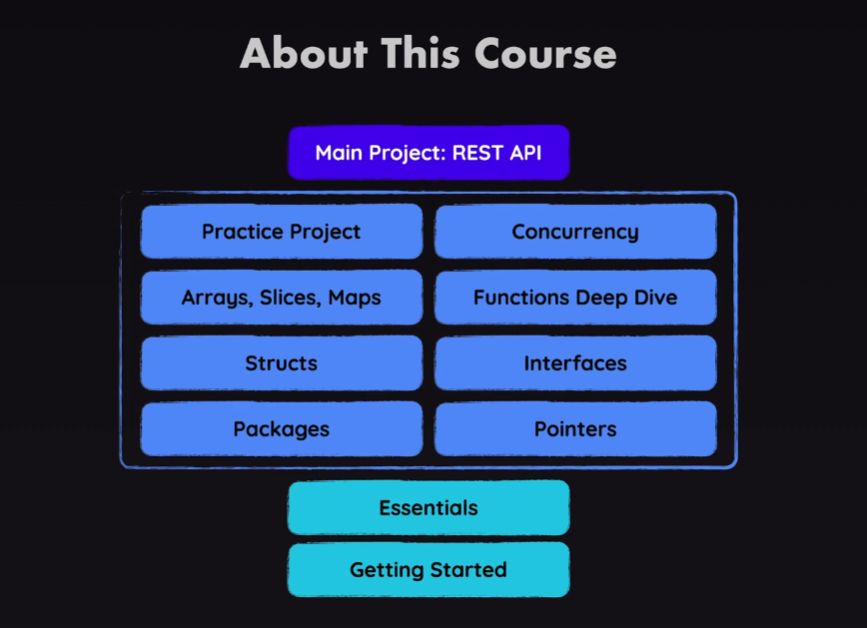 About This Course
Main Project: REST API
Practice Project
Concurrency
Arrays, Slices, Maps
Functions Deep Dive
Structs
Interfaces
Packages
Pointers
Essentials
Getting Started